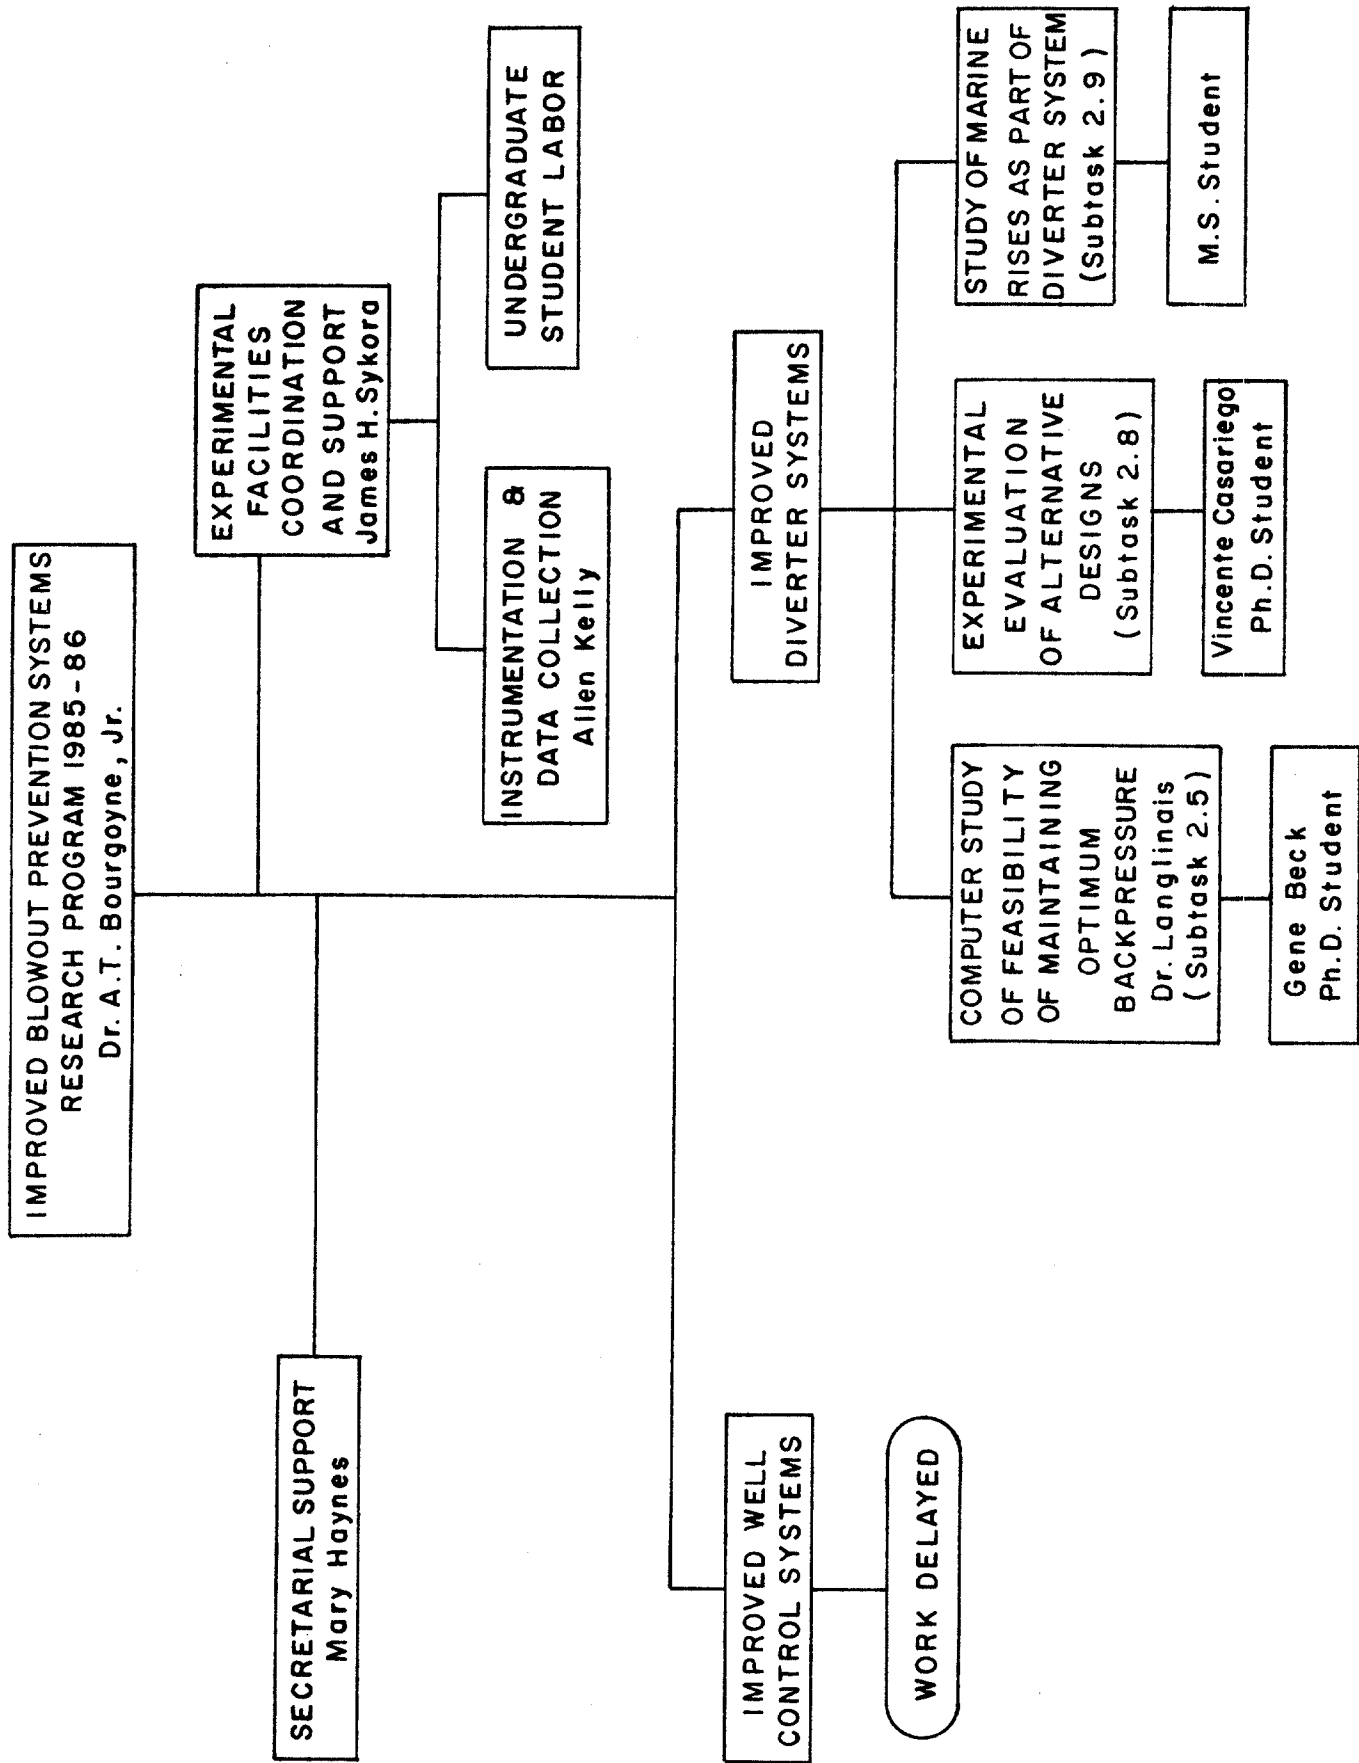 IMPROVED BLOWOUT PREVENTION SYSTEMS
RESEARCH PROGRAM 1985-86
Dr. A.T. Bourgoyne, Jr.
EXPERIMENTAL
FACILITIES
COORDINATION
AND SUPPORT
James H. Sykora
SECRETARIAL SUPPORT
Mary Haynes
INSTRUMENTATION &
DATA COLLECTION
Allen Kelly
UNDERGRADUATE
STUDENT LABOR
IMPROVED WELL
CONTROL SYSTEMS
WORK DELAYED
IMPROVED
DIVERTER SYSTEMS
COMPUTER STUDY
OF FEASIBILITY
OF MAINTAINING
OPTIMUM
BACKPRESSURE
Dr. Langlinais
(Subtask 2.5)
Gene Beck
Ph.D. Student
EXPERIMENTAL
EVALUATION
OF ALTERNATIVE
DESIGNS
(Subtask 2.8)
Vincente Casariego
Ph.D. Student
STUDY OF MARINE
RISES AS PART OF
DIVERTER SYSTEM
(Subtask 2.9)
M.S. Student